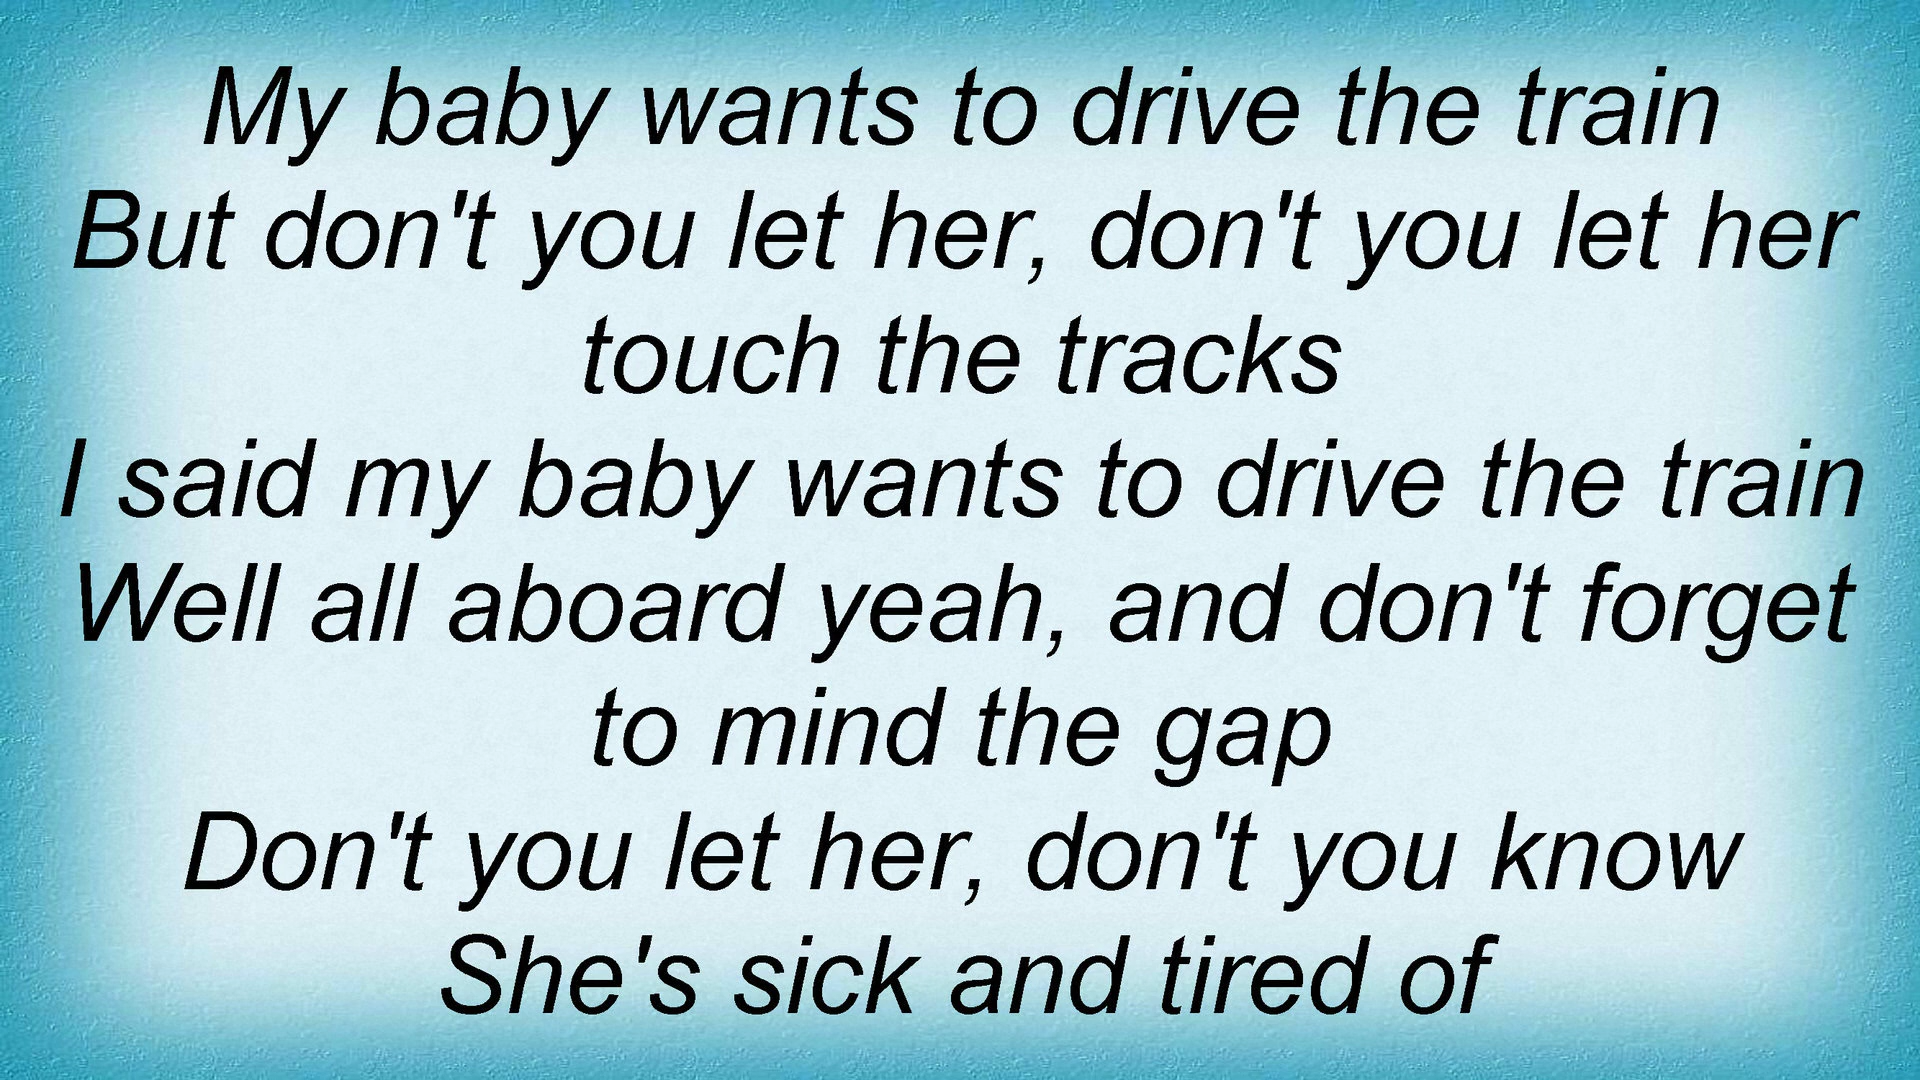 My baby wants to drive the train
But don't you let her, don't you let her
touch the tracks
I said my baby wants to drive the train
Well all aboard yeah, and don't forget
to mind the gap
Don't you let her, don't you know
She's sick and tired of